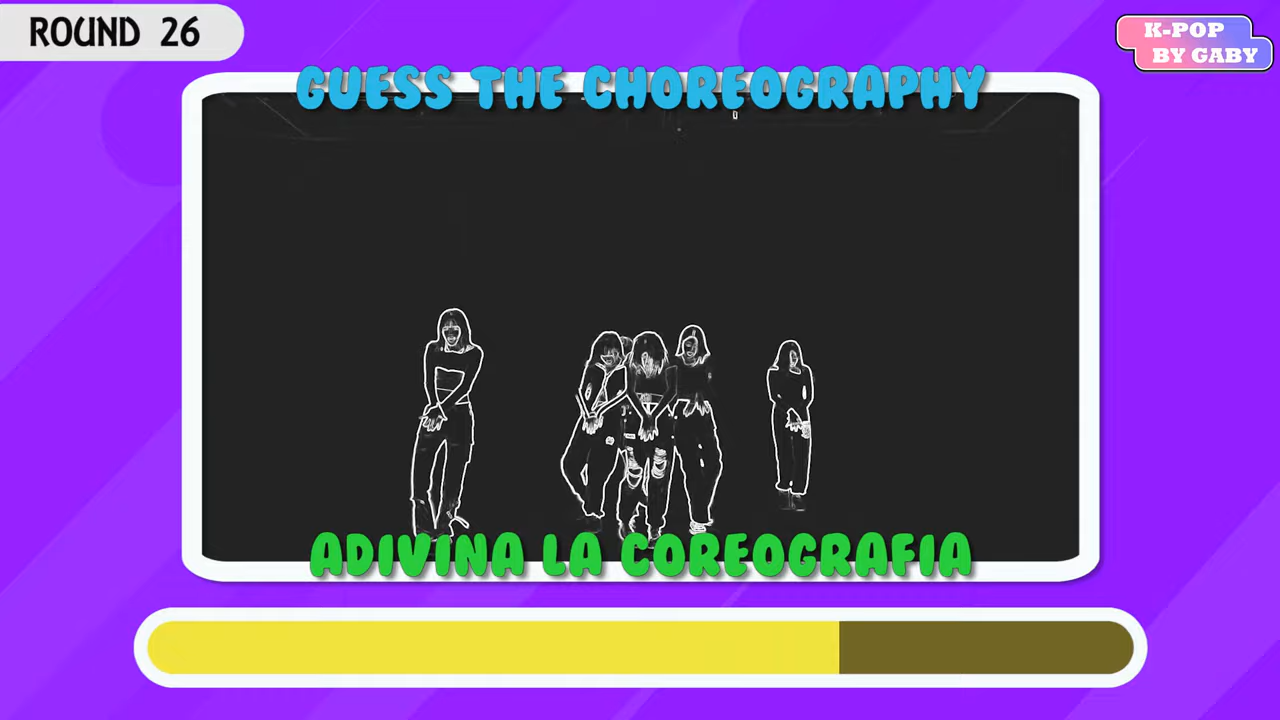 ROUND 26
K-POP
BY GABY
GUESS THE CHOREOGRAPHY
ADIVINA LA COREOGRAFIA